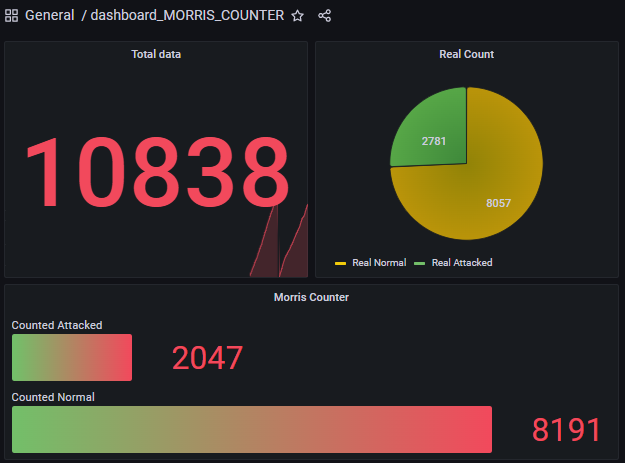 General / dashboard_MORRIS_COUNTER
Total data
10838
Real Count
2781
8057
Real Normal Real Attacked
Morris Counter
Counted Attacked
2047
Counted Normal
8191